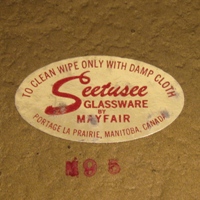 TO CLEAN WIPE ONLY WITH DAMP CLOTH
Seetusee
GLASSWARE
BY
MAYFAIR
PORTAGE LA PRAIRIE, MANITOBA, CANADA